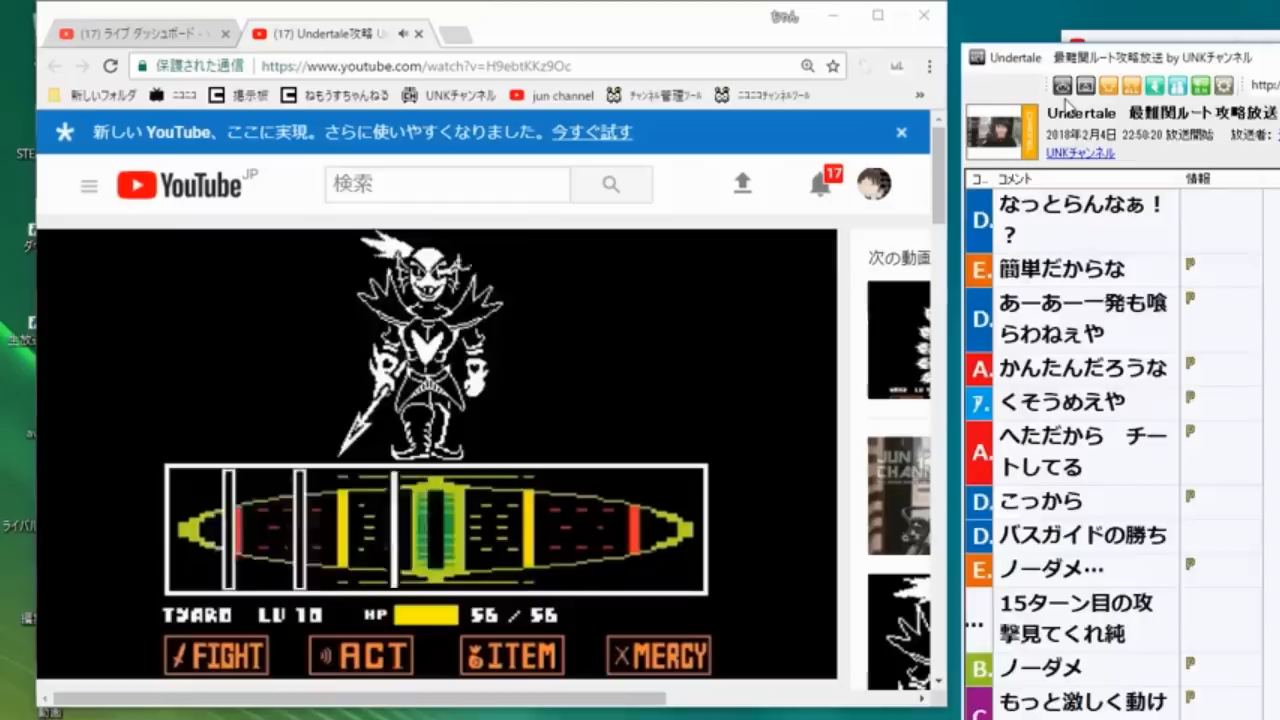 ちゃん
(17) ライブ ダッシュボード -
(17) Undertale攻略 U
保護された通信
https://www.youtube.com/watch?v=H9ebtKKz9Oc
新しいフォルダ
ニコニコ
掲示板
ねもうすちゃんねる
UNKチャンネル
jun channel
チャンネル管理ツール
ニコニコチャンネルツール
»
新しい YouTube、ここに実現。さらに使いやすくなりました。今すぐ試す
YouTube JP
検索
17
次の動画
JUN
CHAN
TYARO LV 10 HP 56 / 56
FIGHT
ACT
ITEM
MERCY
Undertale 最難関ルート攻略放送 by UNKチャンネル
http:/
Undertale 最難関ルート攻略放送
2018年2月4日 22:50:20 放送開始 放送者:
UNKチャンネル
コ.. コメント 情報
D. なっとらんなぁ！
？
E. 簡単だからな P
D. あーあー一発も喰 P
らわねぇや
A. かんたんだろうな P
ｱ. くそうめえや P
A. へただから チー P
トしてる
D. こっから P
D. バスガイドの勝ち
E. ノーダメ… P
... 15ターン目の攻
撃見てくれ純
B. ノーダメ P
C もっと激しく動け P